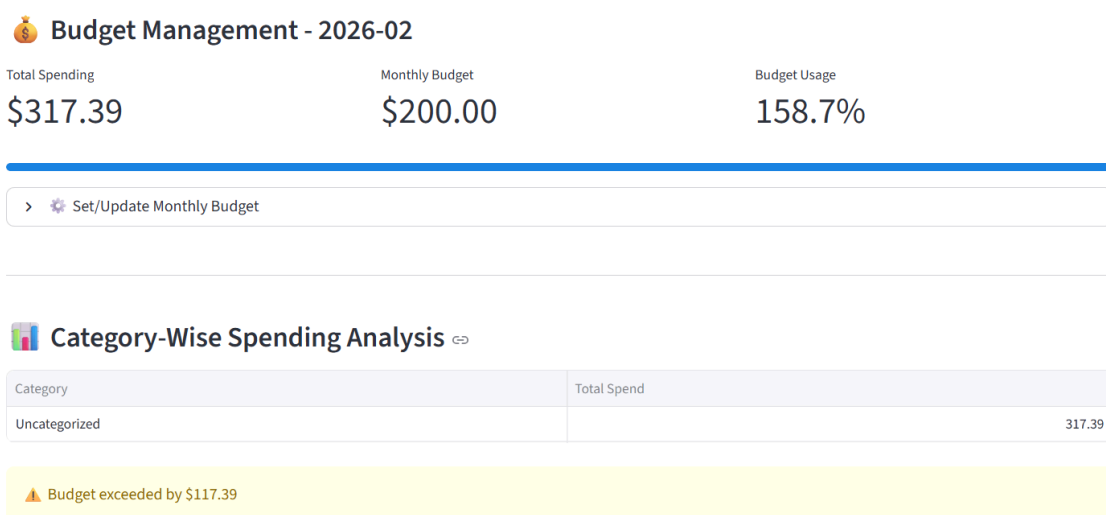 Budget Management - 2026-02
Total Spending Monthly Budget Budget Usage
$317.39 $200.00 158.7%
Set/Update Monthly Budget
Category-Wise Spending Analysis
Category Total Spend
Uncategorized 317.39
Budget exceeded by $117.39